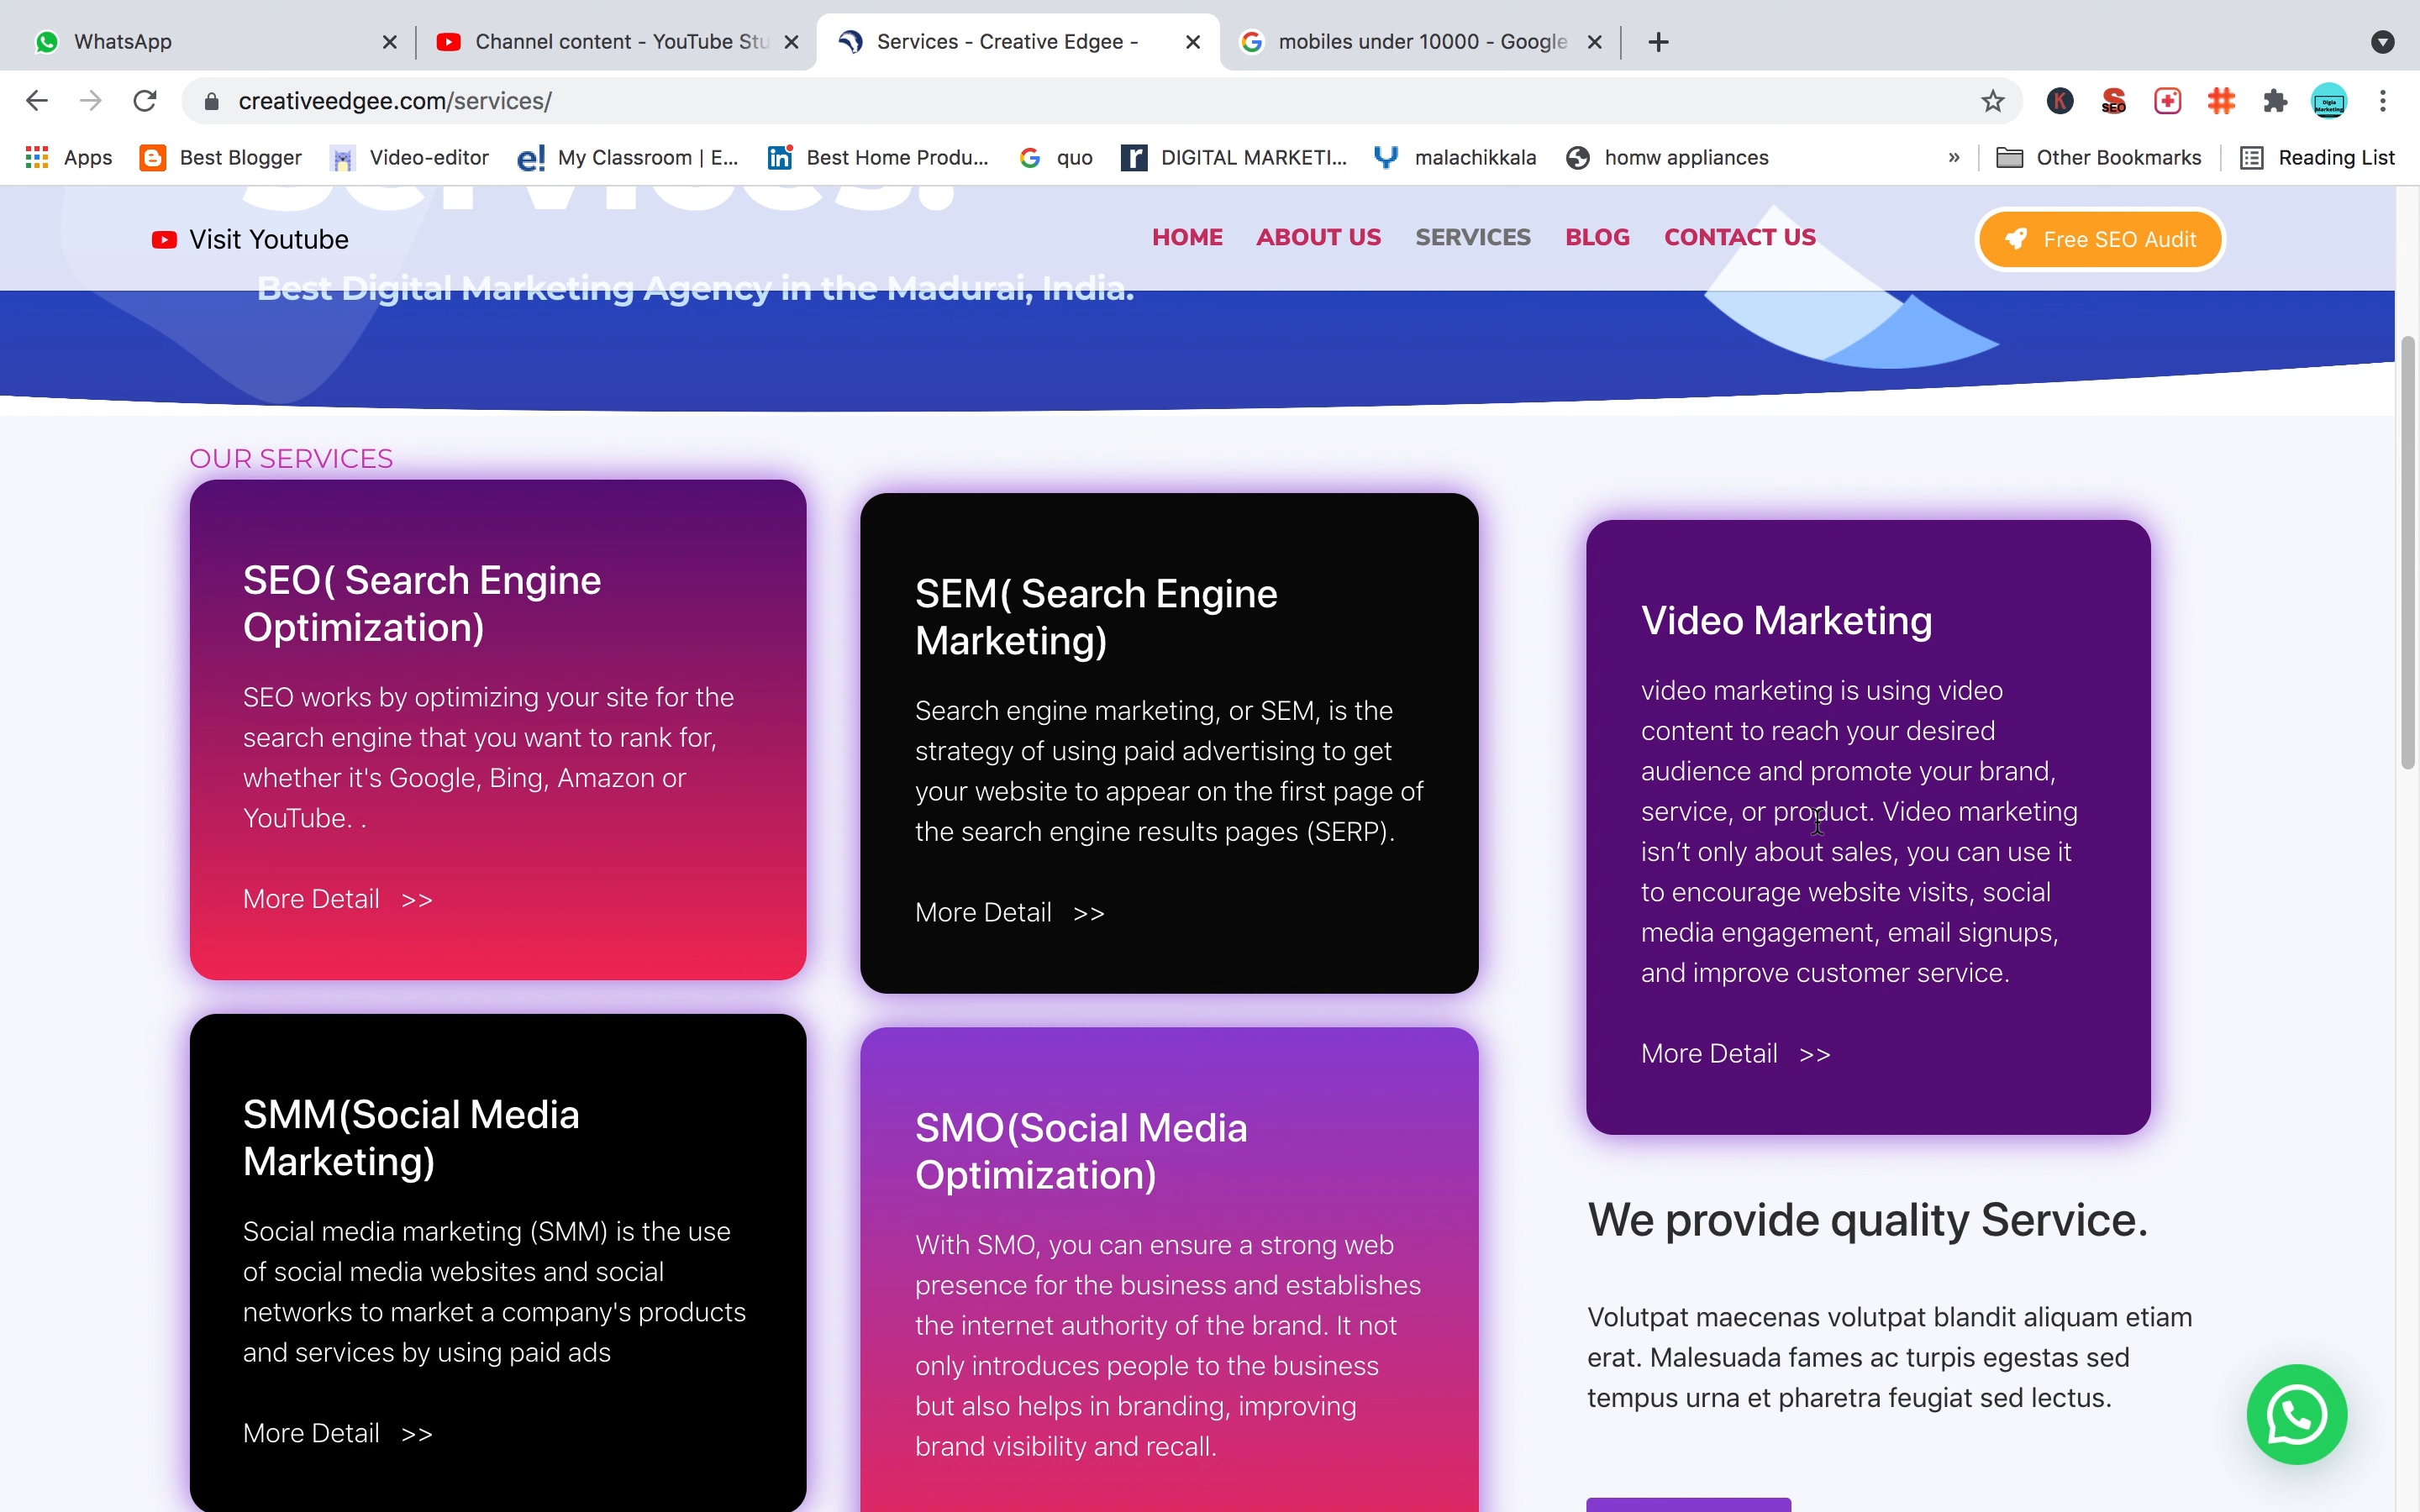 WhatsApp
Channel content - YouTube Stu
Services - Creative Edgee -
mobiles under 10000 - Google
creativeedgee.com/services/
SEO
Digia
Marketing
Apps
Best Blogger
Video-editor
My Classroom | E...
Best Home Produ...
quo
DIGITAL MARKETI...
malachikkala
homw appliances
»
Other Bookmarks
Reading List
services.
Visit Youtube
HOME
ABOUT US
SERVICES
BLOG
CONTACT US
Free SEO Audit
Best Digital Marketing Agency in the Madurai, India.
OUR SERVICES
SEO( Search Engine
Optimization)
SEO works by optimizing your site for the
search engine that you want to rank for,
whether it's Google, Bing, Amazon or
YouTube. .
More Detail >>
SEM( Search Engine
Marketing)
Search engine marketing, or SEM, is the
strategy of using paid advertising to get
your website to appear on the first page of
the search engine results pages (SERP).
More Detail >>
Video Marketing
video marketing is using video
content to reach your desired
audience and promote your brand,
service, or product. Video marketing
isn’t only about sales, you can use it
to encourage website visits, social
media engagement, email signups,
and improve customer service.
More Detail >>
SMM(Social Media
Marketing)
Social media marketing (SMM) is the use
of social media websites and social
networks to market a company's products
and services by using paid ads
More Detail >>
SMO(Social Media
Optimization)
With SMO, you can ensure a strong web
presence for the business and establishes
the internet authority of the brand. It not
only introduces people to the business
but also helps in branding, improving
brand visibility and recall.
We provide quality Service.
Volutpat maecenas volutpat blandit aliquam etiam
erat. Malesuada fames ac turpis egestas sed
tempus urna et pharetra feugiat sed lectus.